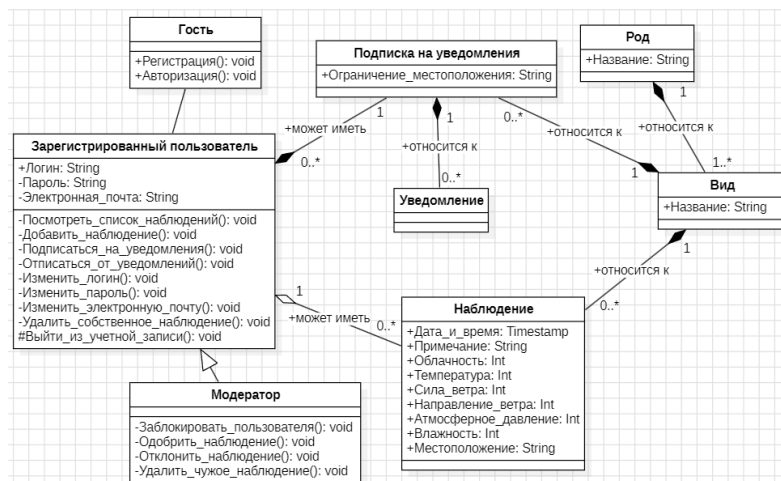 Гость
+Регистрация(): void
+Авторизация(): void
Подписка на уведомления
+Ограничение_местоположения: String
Род
+Название: String
1
+может иметь
0..*
1
+относится к
0..*
0..*
+относится к
1
1
+относится к
1..*
Зарегистрированный пользователь
+Логин: String
-Пароль: String
-Электронная_почта: String
-Посмотреть_список_наблюдений(): void
-Добавить_наблюдение(): void
-Подписаться_на_уведомления(): void
-Отписаться_от_уведомлений(): void
-Изменить_логин(): void
-Изменить_пароль(): void
-Изменить_электронную_почту(): void
-Удалить_собственное_наблюдение(): void
#Выйти_из_учетной_записи(): void
Уведомление
Вид
+Название: String
1
+относится к
0..*
1
+может иметь
0..*
Наблюдение
+Дата_и_время: Timestamp
+Примечание: String
+Облачность: Int
+Температура: Int
+Сила_ветра: Int
+Направление_ветра: Int
+Атмосферное_давление: Int
+Влажность: Int
+Местоположение: String
Модератор
-Заблокировать_пользователя(): void
-Одобрить_наблюдение(): void
-Отклонить_наблюдение(): void
-Удалить_чужое_наблюдение(): void